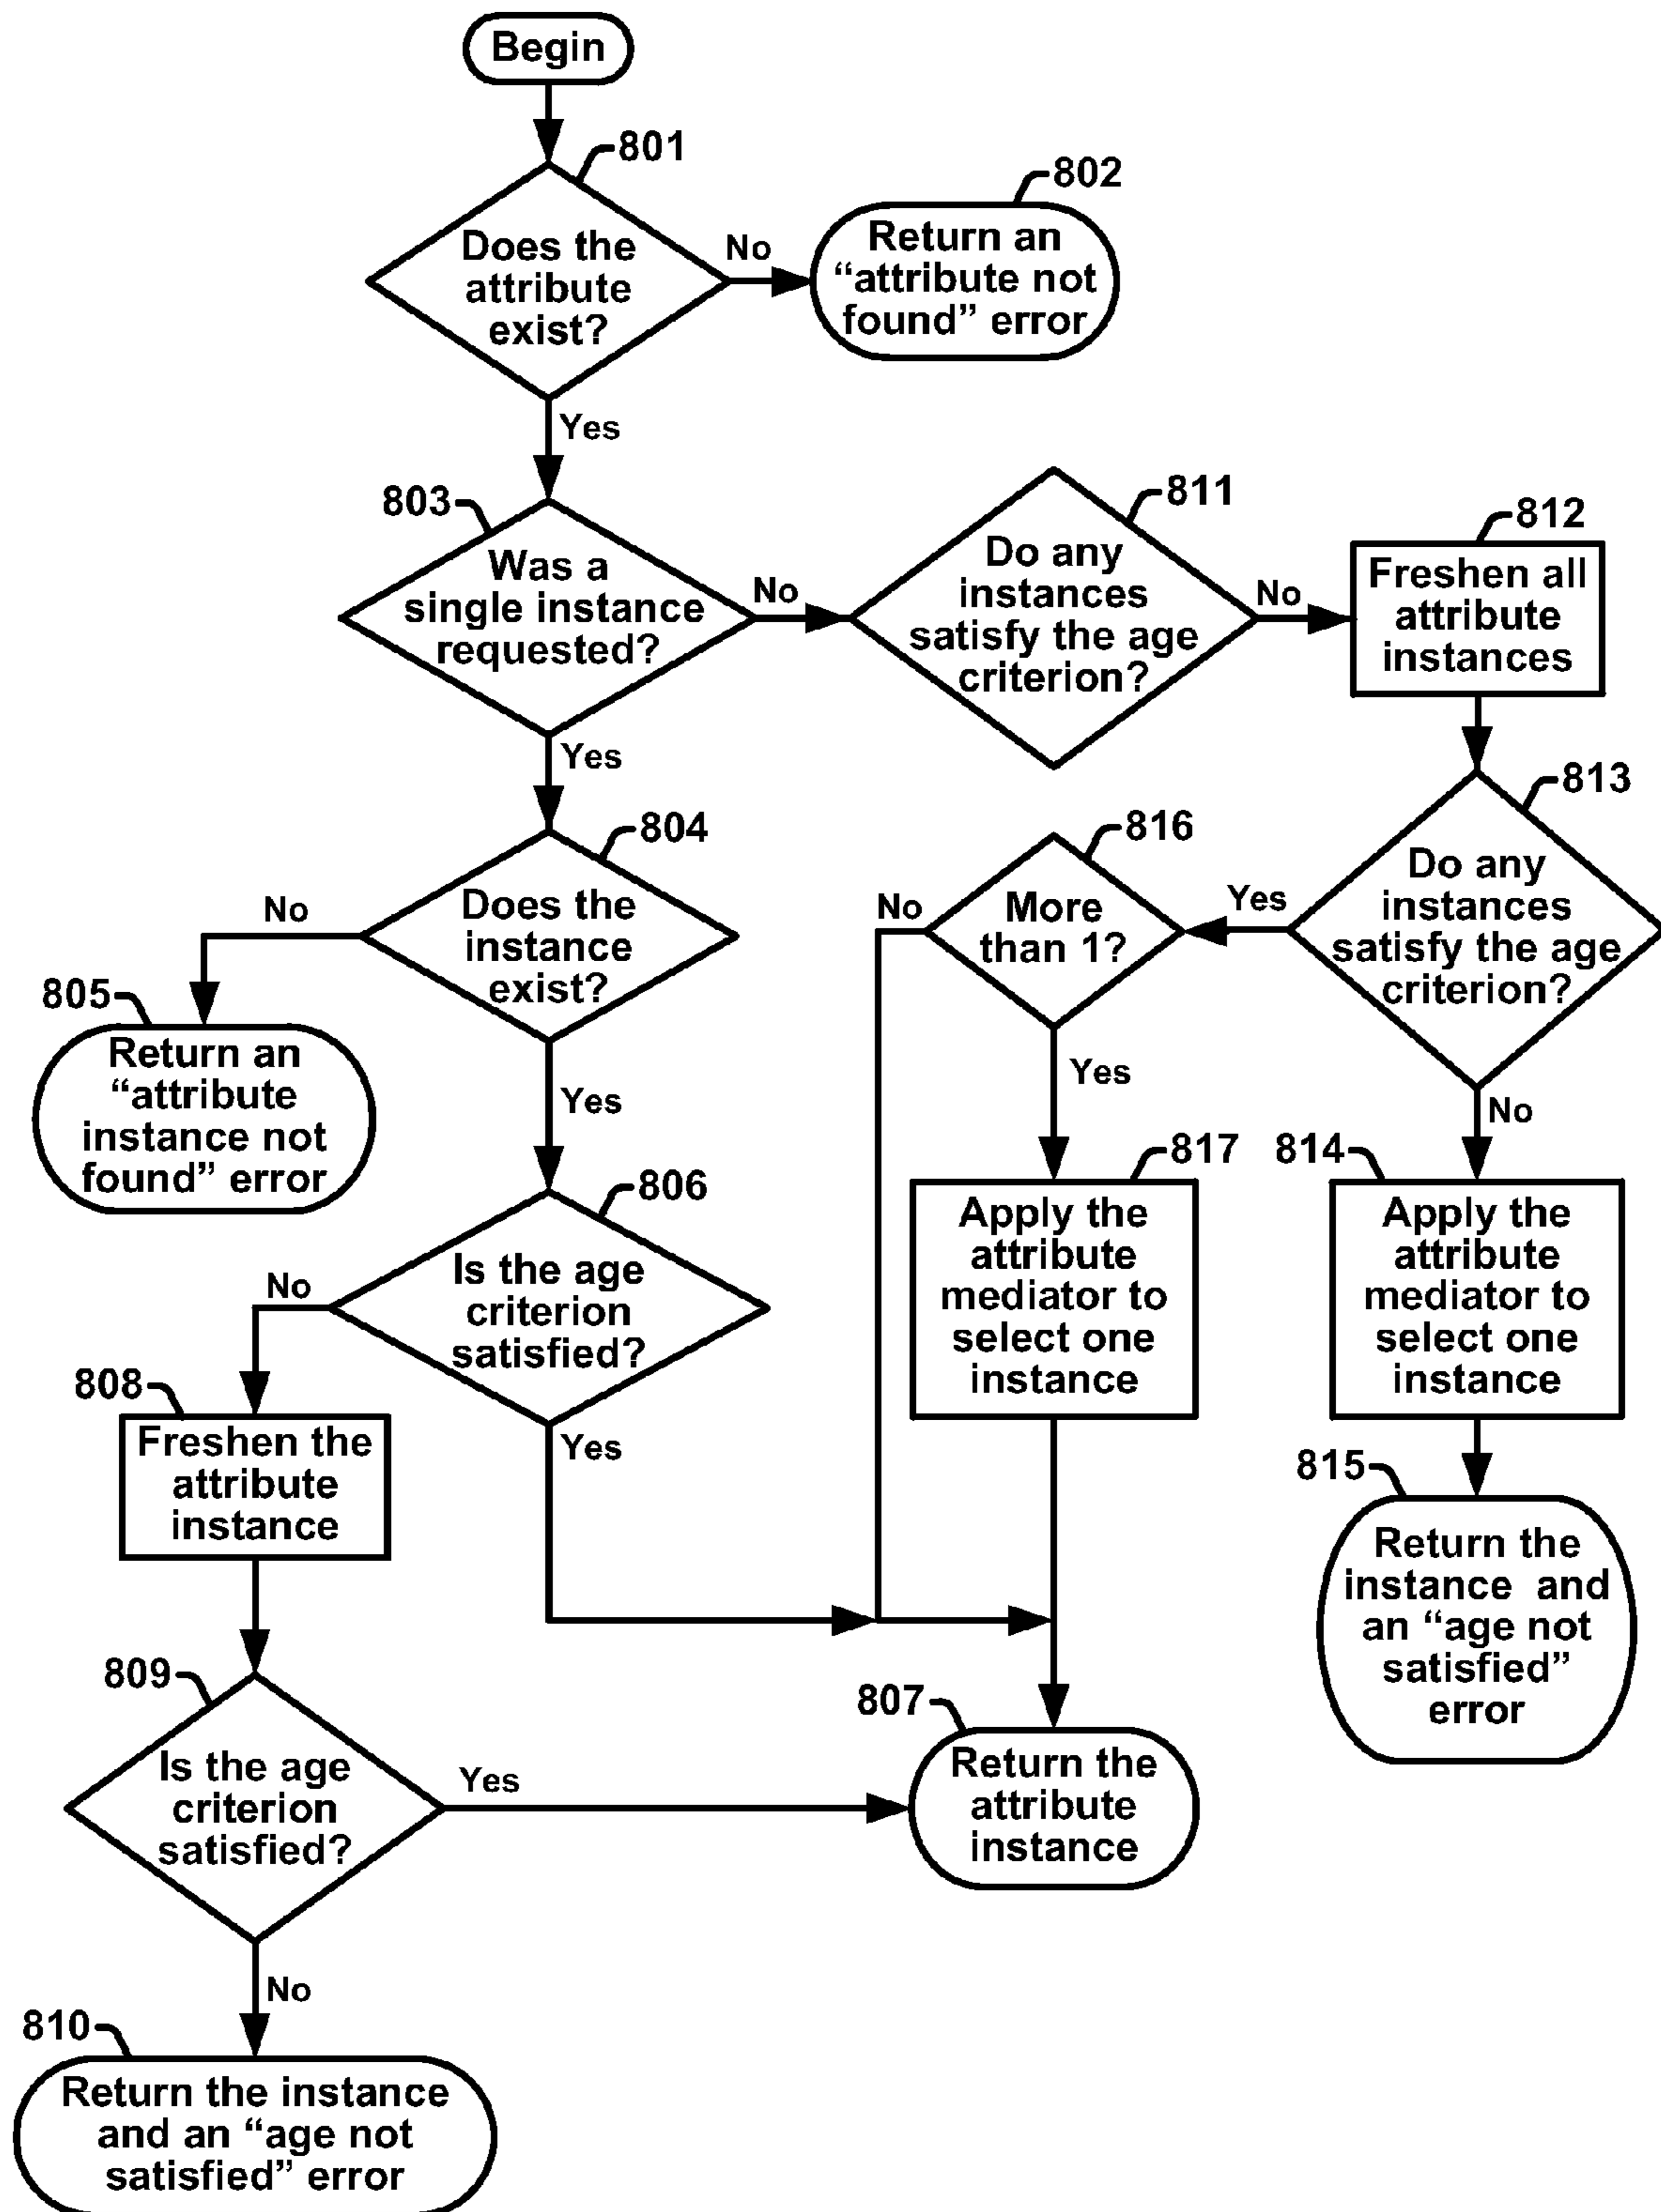 Begin
801
Does the
attribute
exist?
No
802
Return an
“attribute not
found” error
Yes
803
Was a
single instance
requested?
No
811
Do any
instances
satisfy the age
criterion?
No
812
Freshen all
attribute
instances
Yes
804
Does the
instance
exist?
No
805
Return an
“attribute
instance not
found” error
Yes
816
More
than 1?
No
Yes
813
Do any
instances
satisfy the age
criterion?
Yes
No
806
Is the age
criterion
satisfied?
No
Yes
817
Apply the
attribute
mediator to
select one
instance
814
Apply the
attribute
mediator to
select one
instance
808
Freshen the
attribute
instance
815
Return the
instance and
an “age not
satisfied”
error
809
Is the age
criterion
satisfied?
Yes
807
Return the
attribute
instance
No
810
Return the instance
and an “age not
satisfied” error